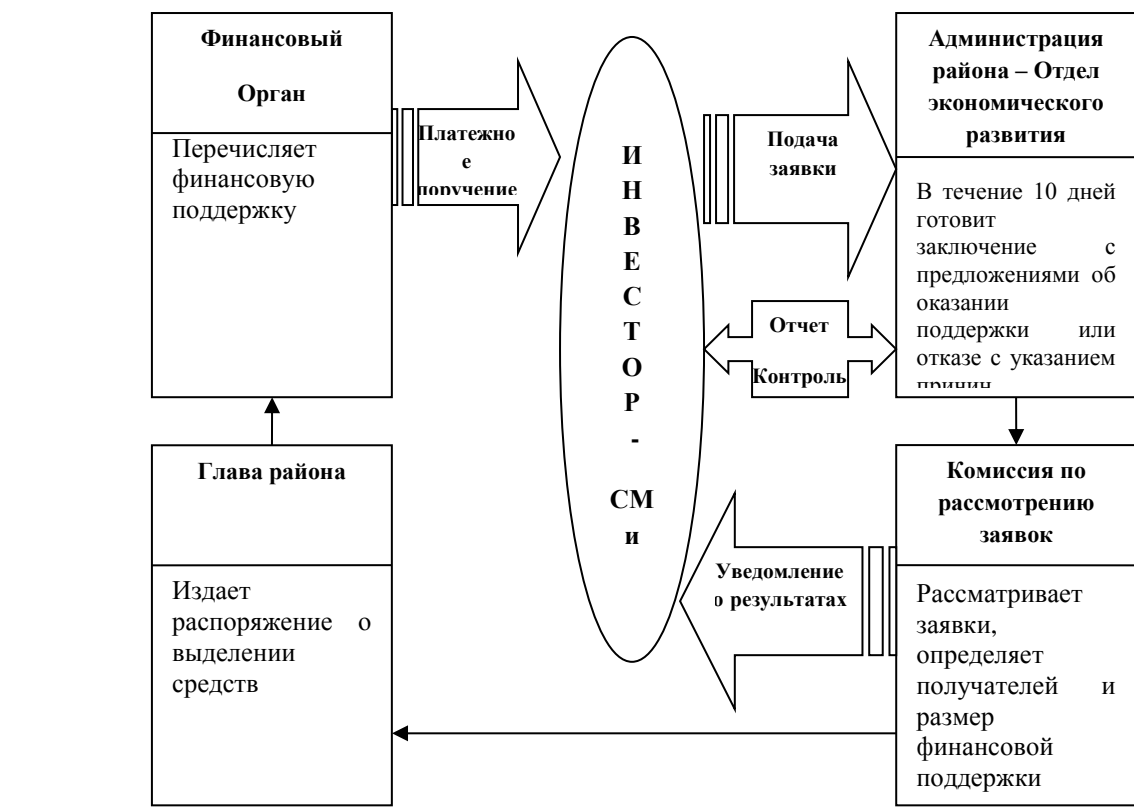 Финансовый
Орган
Перечисляет
финансовую
поддержку
Платежно
е
поручение
И
Н
В
Е
С
Т
О
Р
-
СМ
и
Подача
заявки
Отчет
Контроль
Уведомление
о результатах
Администрация
района – Отдел
экономического
развития
В течение 10 дней
готовит
заключение с
предложениями об
оказании
поддержки или
отказе с указанием
причин
Глава района
Издает
распоряжение о
выделении
средств
Комиссия по
рассмотрению
заявок
Рассматривает
заявки,
определяет
получателей и
размер
финансовой
поддержки